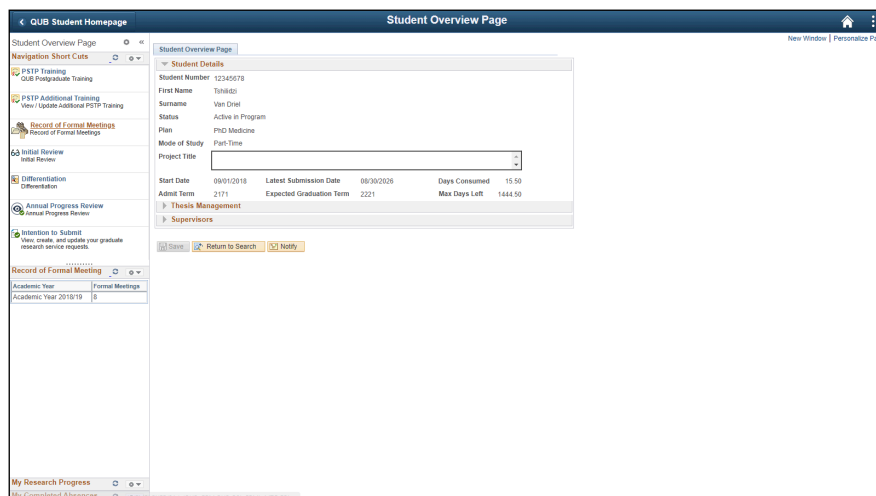 QUB Student Homepage
Student Overview Page
New Window | Personalize Pa
Student Overview Page
Navigation Short Cuts
PSTP Training
QUB Postgraduate Training
PSTP Additional Training
View / Update Additional PSTP Training
Record of Formal Meetings
Record of Formal Meetings
Initial Review
Initial Review
Differentiation
Differentiation
Annual Progress Review
Annual Progress Review
Intention to Submit
View, create, and update your graduate
research service requests.
Record of Formal Meeting
Academic Year Formal Meetings
Academic Year 2018/19 8
My Research Progress
My Completed Absences
Student Overview Page
Student Details
Student Number 12345678
First Name Tshilidzi
Surname Van Driel
Status Active in Program
Plan PhD Medicine
Mode of Study Part-Time
Project Title
Start Date 09/01/2018 Latest Submission Date 08/30/2026 Days Consumed 15.50
Admit Term 2171 Expected Graduation Term 2221 Max Days Left 1444.50
Thesis Management
Supervisors
Save Return to Search Notify